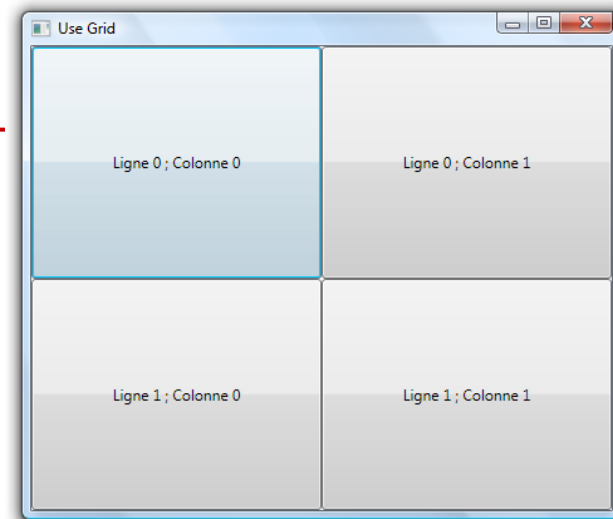 Use Grid
Ligne 0 ; Colonne 0
Ligne 0 ; Colonne 1
Ligne 1 ; Colonne 0
Ligne 1 ; Colonne 1